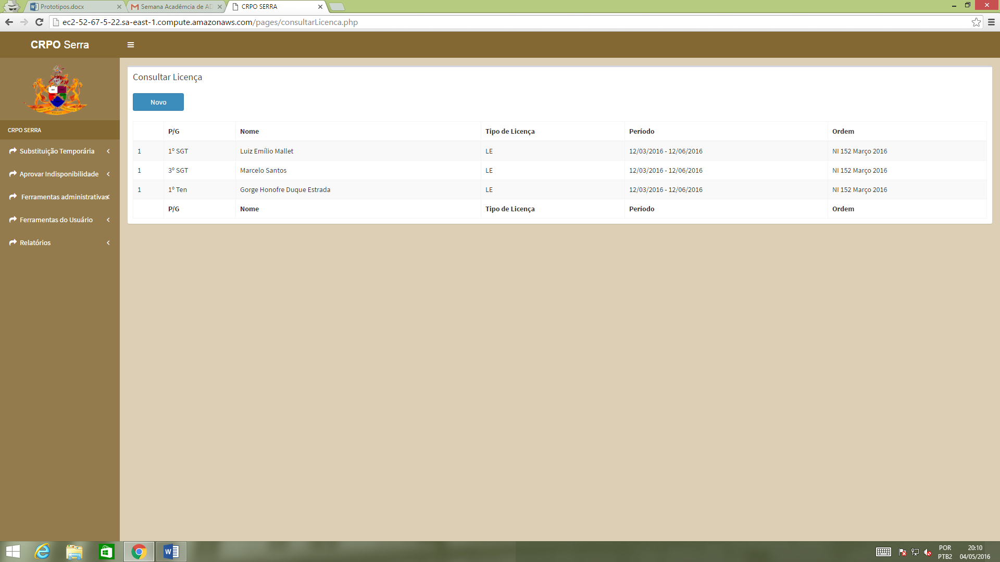 Prototipos.docx
Semana Acadêmcia de AD
CRPO SERRA
ec2-52-67-5-22.sa-east-1.compute.amazonaws.com/pages/consultarLicenca.php
CRPO Serra
CRPO SERRA
Substituição Temporária
Aprovar Indisponibilidade
Ferramentas administrativas
Ferramentas do Usuário
Relatórios
Consultar Licença
Novo
P/G Nome Tipo de Licença Período Ordem
1 1º SGT Luiz Emílio Mallet LE 12/03/2016 - 12/06/2016 NI 152 Março 2016
1 3º SGT Marcelo Santos LE 12/03/2016 - 12/06/2016 NI 152 Março 2016
1 1º Ten Gorge Honofre Duque Estrada LE 12/03/2016 - 12/06/2016 NI 152 Março 2016
P/G Nome Tipo de Licença Período Ordem
POR 20:10
PTB2 04/05/2016